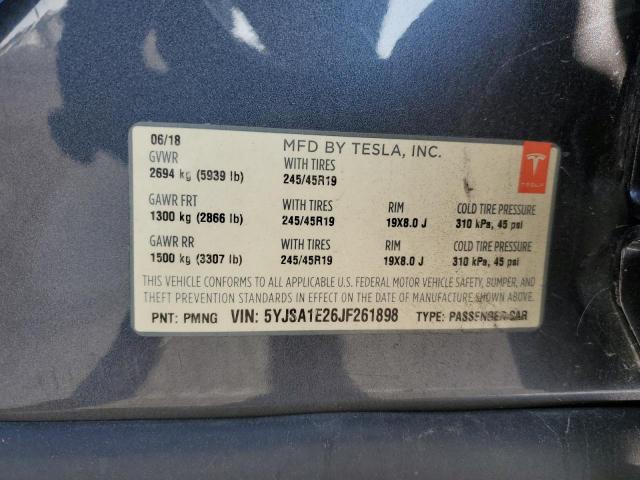 06/18
MFD BY TESLA, INC.
GVWR
2694 kg (5939 lb)
WITH TIRES
245/45R19
TESLA
GAWR FRT
1300 kg (2866 lb)
WITH TIRES
245/45R19
RIM
19X8.0 J
COLD TIRE PRESSURE
310 kPa, 45 psi
GAWR RR
1500 kg (3307 lb)
WITH TIRES
245/45R19
RIM
19X8.0 J
COLD TIRE PRESSURE
310 kPa, 45 psi
THIS VEHICLE CONFORMS TO ALL APPLICABLE U.S. FEDERAL MOTOR VEHICLE SAFETY, BUMPER, AND
THEFT PREVENTION STANDARDS IN EFFECT ON THE DATE OF MANUFACTURE SHOWN ABOVE.
PNT: PMNG VIN: 5YJSA1E26JF261898 TYPE: PASSENGER CAR